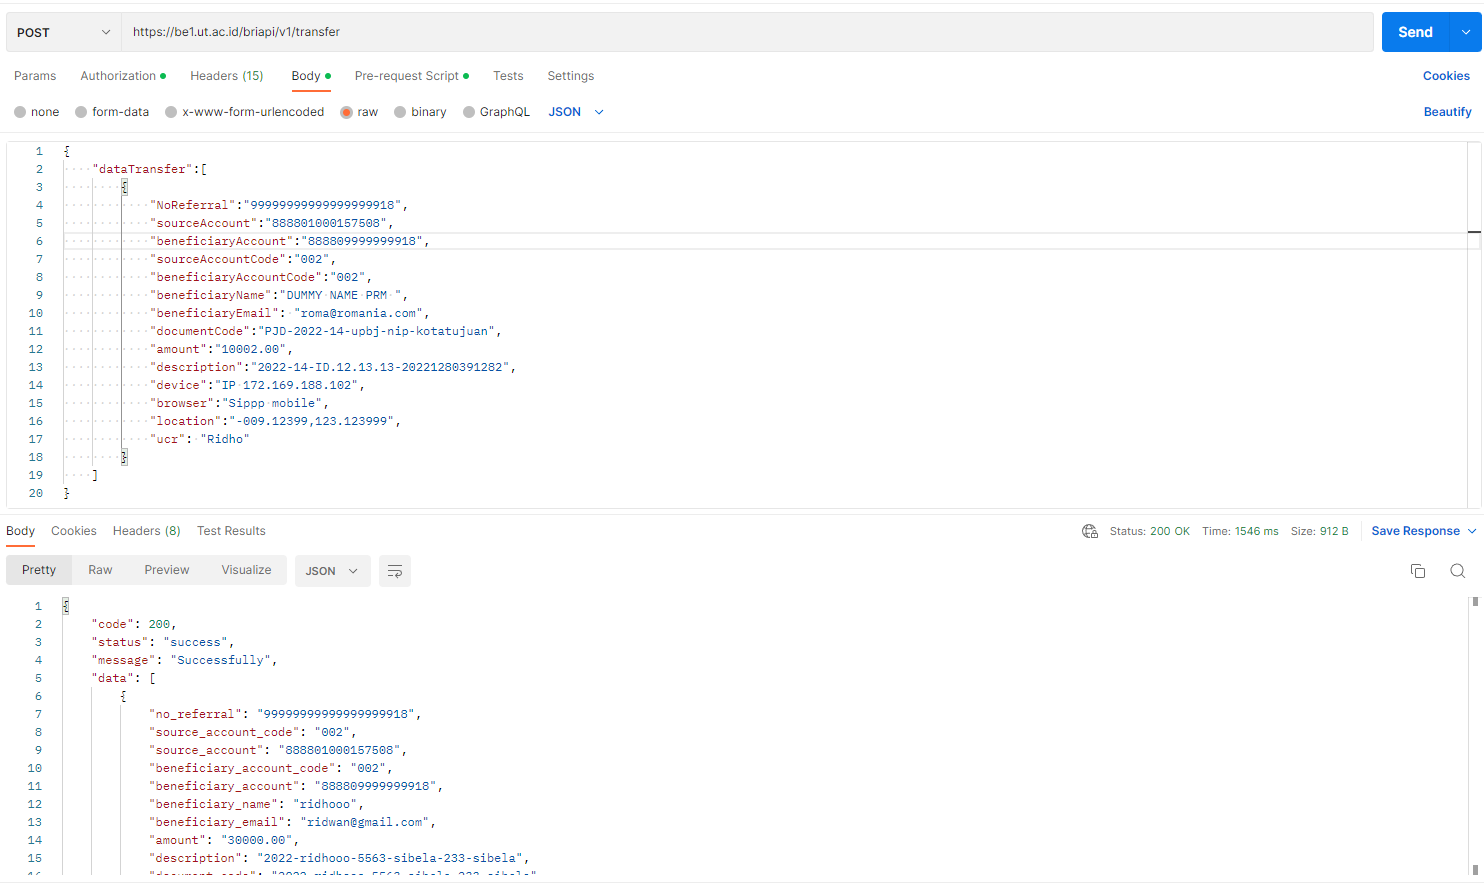 POST
https://be1.ut.ac.id/briapi/v1/transfer
Send
Params Authorization Headers (15) Body Pre-request Script Tests Settings Cookies
none form-data x-www-form-urlencoded raw binary GraphQL JSON Beautify
1 {
2 "dataTransfer":[
3 {
4 "NoReferral":"99999999999999999918",
5 "sourceAccount":"888801000157508",
6 "beneficiaryAccount":"888809999999918",
7 "sourceAccountCode":"002",
8 "beneficiaryAccountCode":"002",
9 "beneficiaryName":"DUMMY NAME PRM ",
10 "beneficiaryEmail": "roma@romania.com",
11 "documentCode":"PJD-2022-14-upbj-nip-kotatujuan",
12 "amount":"10002.00",
13 "description":"2022-14-ID.12.13.13-20221280391282",
14 "device":"IP 172.169.188.102",
15 "browser":"Sippp mobile",
16 "location":"-009.12399,123.123999",
17 "ucr": "Ridho"
18 }
19 ]
20 }
Body Cookies Headers (8) Test Results Status: 200 OK Time: 1546 ms Size: 912 B Save Response
Pretty Raw Preview Visualize JSON
1 {
2 "code": 200,
3 "status": "success",
4 "message": "Successfully",
5 "data": [
6 {
7 "no_referral": "99999999999999999918",
8 "source_account_code": "002",
9 "source_account": "888801000157508",
10 "beneficiary_account_code": "002",
11 "beneficiary_account": "888809999999918",
12 "beneficiary_name": "ridhooo",
13 "beneficiary_email": "ridwan@gmail.com",
14 "amount": "30000.00",
15 "description": "2022-ridhooo-5563-sibela-233-sibela",
16 "document_code": "2022-ridhooo-5563-sibela-233-sibela"